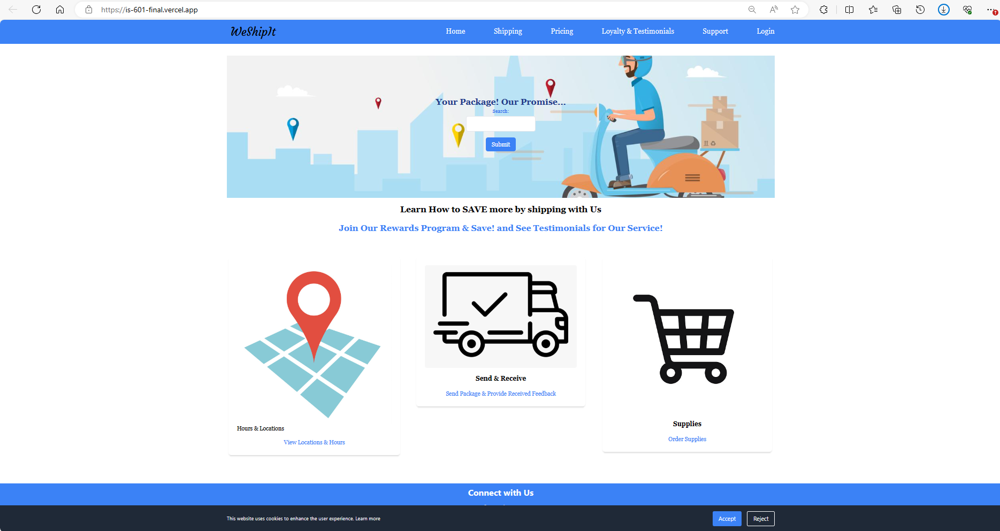 https://is-601-final.vercel.app
WeShipIt
Home
Shipping
Pricing
Loyalty & Testimonials
Support
Login
Your Package! Our Promise...
Search:
Submit
Learn How to SAVE more by shipping with Us
Join Our Rewards Program & Save! and See Testimonials for Our Service!
Hours & Locations
View Locations & Hours
Send & Receive
Send Package & Provide Received Feedback
Supplies
Order Supplies
Connect with Us
This website uses cookies to enhance the user experience. Learn more
Accept
Reject